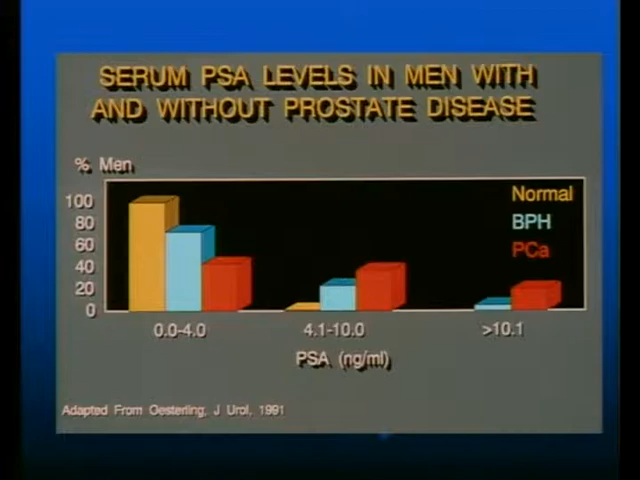 SERUM PSA LEVELS IN MEN WITH
AND WITHOUT PROSTATE DISEASE
% Men
100
80
60
40
20
0
Normal
BPH
PCa
0.0-4.0
4.1-10.0
>10.1
PSA (ng/ml)
Adapted From Oesterling, J Urol, 1991